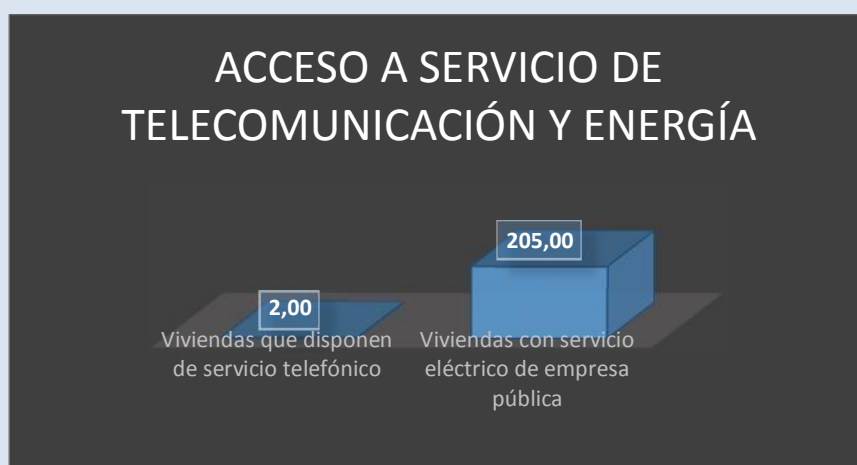 ACCESO A SERVICIO DE
TELECOMUNICACIÓN Y ENERGÍA
2,00
205,00
Viviendas que disponen
de servicio telefónico
Viviendas con servicio
eléctrico de empresa
pública